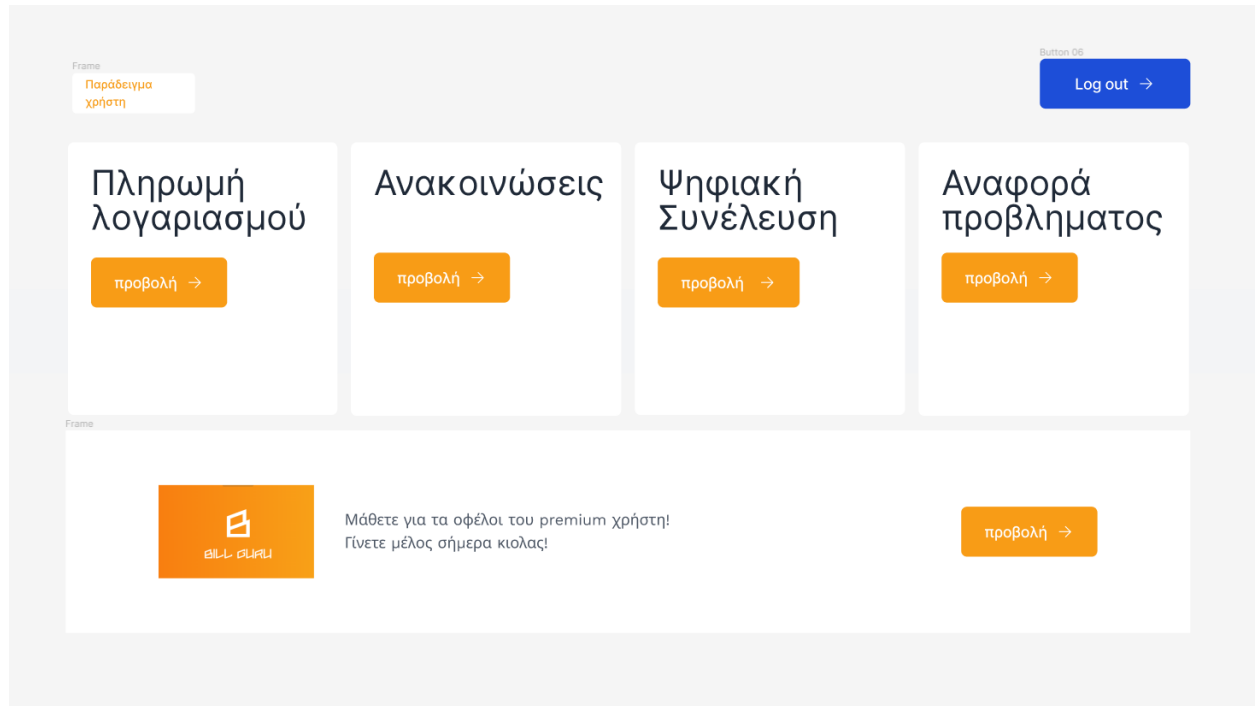 Button 06
Frame
Παράδειγμα
χρήστη
Log out
Πληρωμή
λογαριασμού
προβολή
Ανακοινώσεις
προβολή
Ψηφιακή
Συνέλευση
προβολή
Αναφορά
προβληματος
προβολή
Frame
BILL GURU
Μάθετε για τα οφέλοι του premium χρήστη!
Γίνετε μέλος σήμερα κιολας!
προβολή